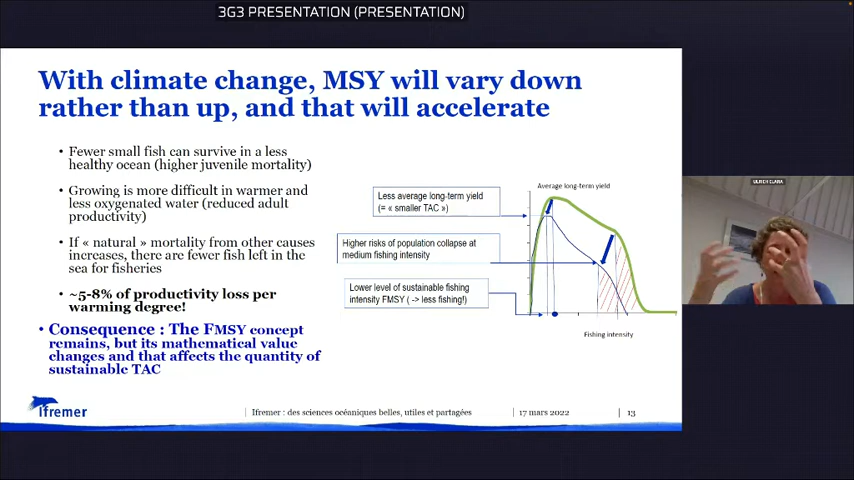 3G3 PRESENTATION (PRESENTATION)
With climate change, MSY will vary down
rather than up, and that will accelerate
• Fewer small fish can survive in a less
healthy ocean (higher juvenile mortality)
• Growing is more difficult in warmer and
less oxygenated water (reduced adult
productivity)
• If « natural » mortality from other causes
increases, there are fewer fish left in the
sea for fisheries
• ~5-8% of productivity loss per
warming degree!
• Consequence : The FMSY concept
remains, but its mathematical value
changes and that affects the quantity of
sustainable TAC
Average long-term yield
Less average long-term yield
(= « smaller TAC »)
Higher risks of population collapse at
medium fishing intensity
Lower level of sustainable fishing
intensity FMSY ( -> less fishing!)
Fishing intensity
ULRICH CLARA
Ifremer
Ifremer : des sciences océaniques belles, utiles et partagées
17 mars 2022
13